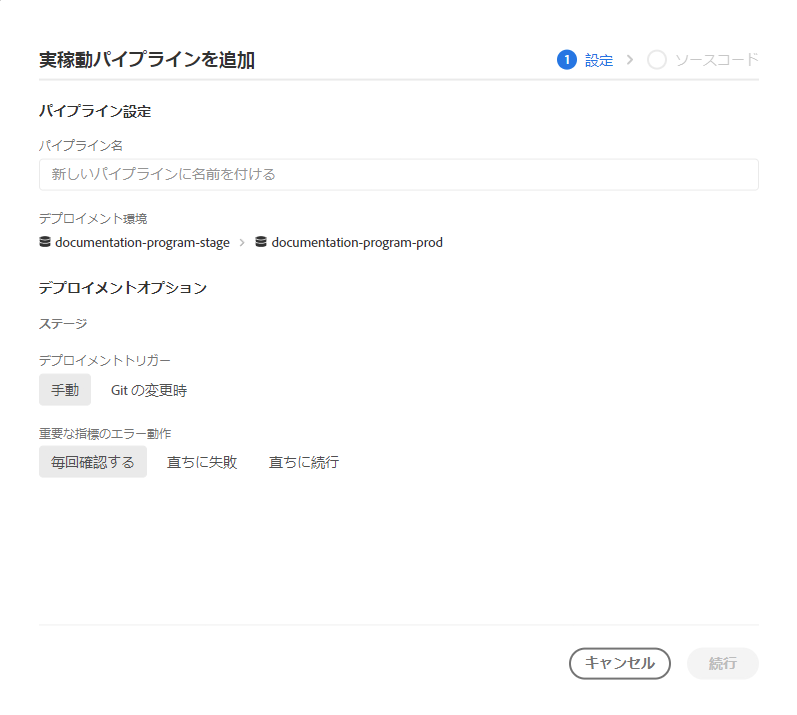 実稼動パイプラインを追加
1 設定 > ソースコード
パイプライン設定
パイプライン名
新しいパイプラインに名前を付ける
デプロイメント環境
documentation-program-stage > documentation-program-prod
デプロイメントオプション
ステージ
デプロイメントトリガー
手動 Git の変更時
重要な指標のエラー動作
毎回確認する 直ちに失敗 直ちに続行
キャンセル 続行